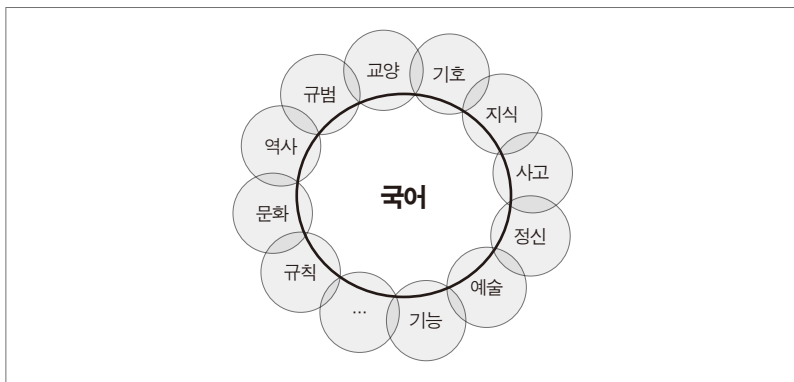 교양
기호
규범
지식
역사
사고
국어
문화
정신
규칙
예술
…
기능